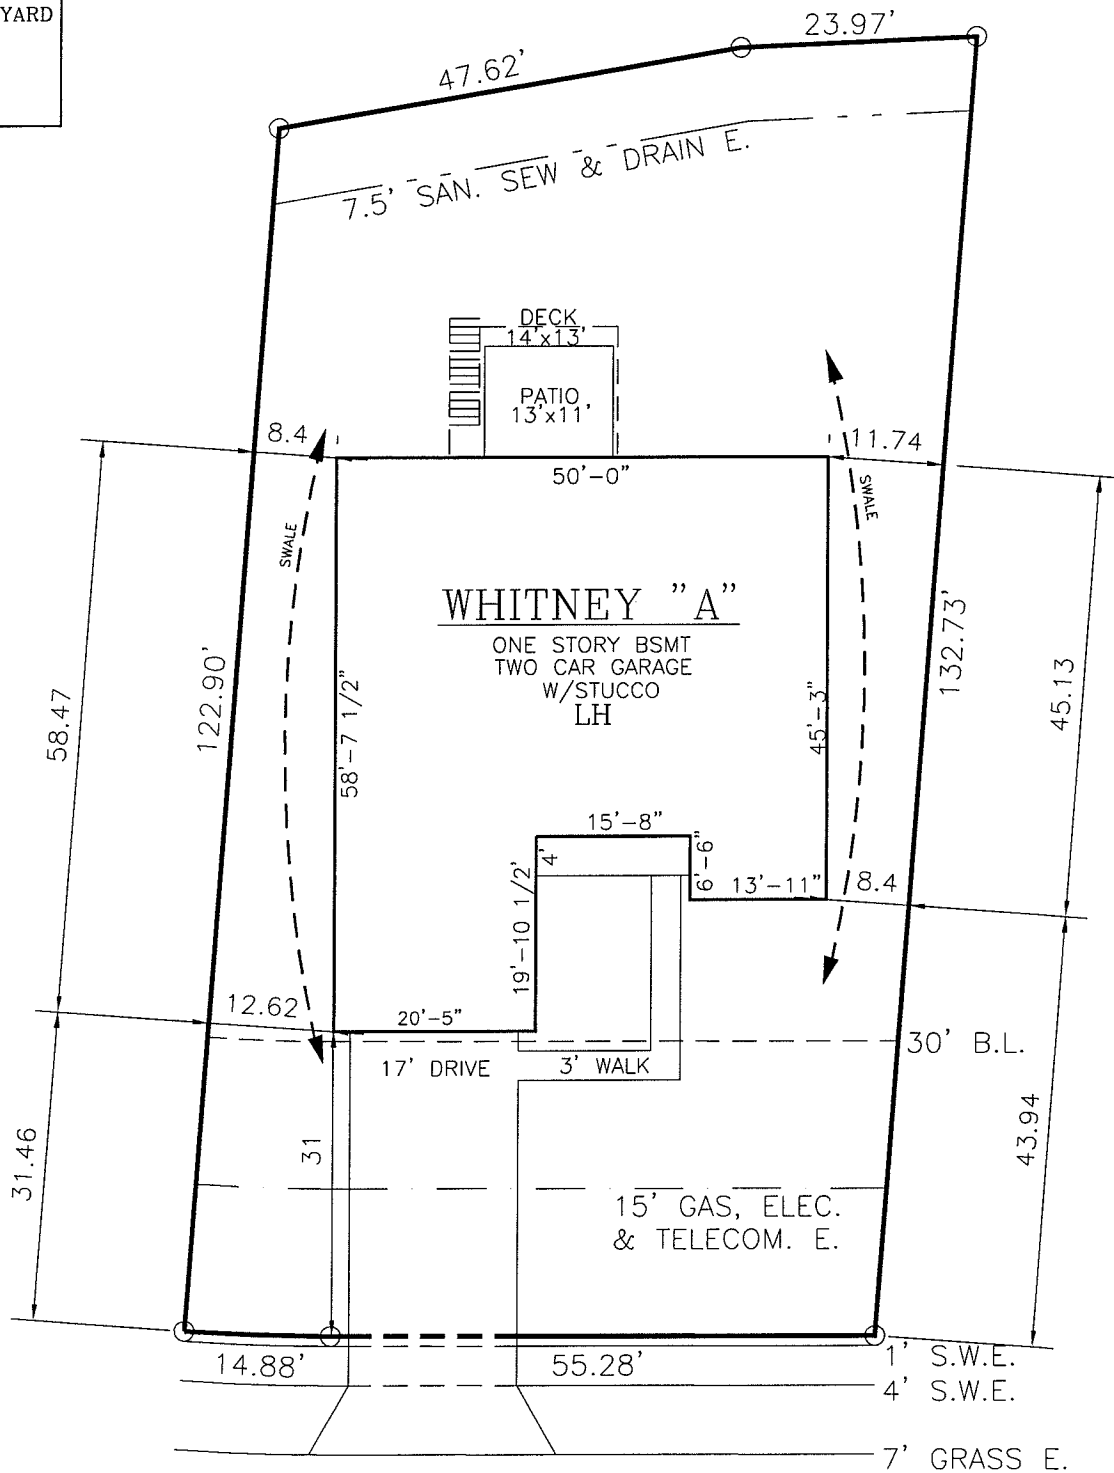 YARD
23.97'
47.62'
7.5' SAN. SEW & DRAIN E.
DECK
14'x13'
PATIO
13'x11'
8.4
11.74
50'-0"
SWALE
SWALE
WHITNEY "A"
ONE STORY BSMT
TWO CAR GARAGE
W/STUCCO
LH
122.90'
132.73'
58.47
58'-7 1/2"
45'-3"
45.13
15'-8"
4'
6'-6"
13'-11"
8.4
19'-10 1/2'
12.62
20'-5"
30' B.L.
17' DRIVE
3' WALK
31.46
31
43.94
15' GAS, ELEC.
& TELECOM. E.
14.88'
55.28'
1' S.W.E.
4' S.W.E.
7' GRASS E.